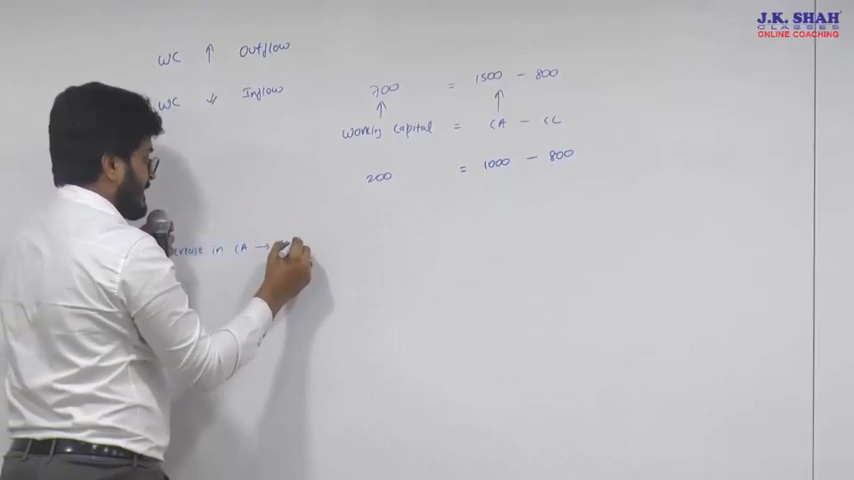 J.K. SHAH
CLASSES
ONLINE COACHING
WC ↑ Outflow
WC ↓ Inflow
700 = 1500 - 800
↑ ↑
Working Capital = CA - CL
200 = 1000 - 800
in CA →